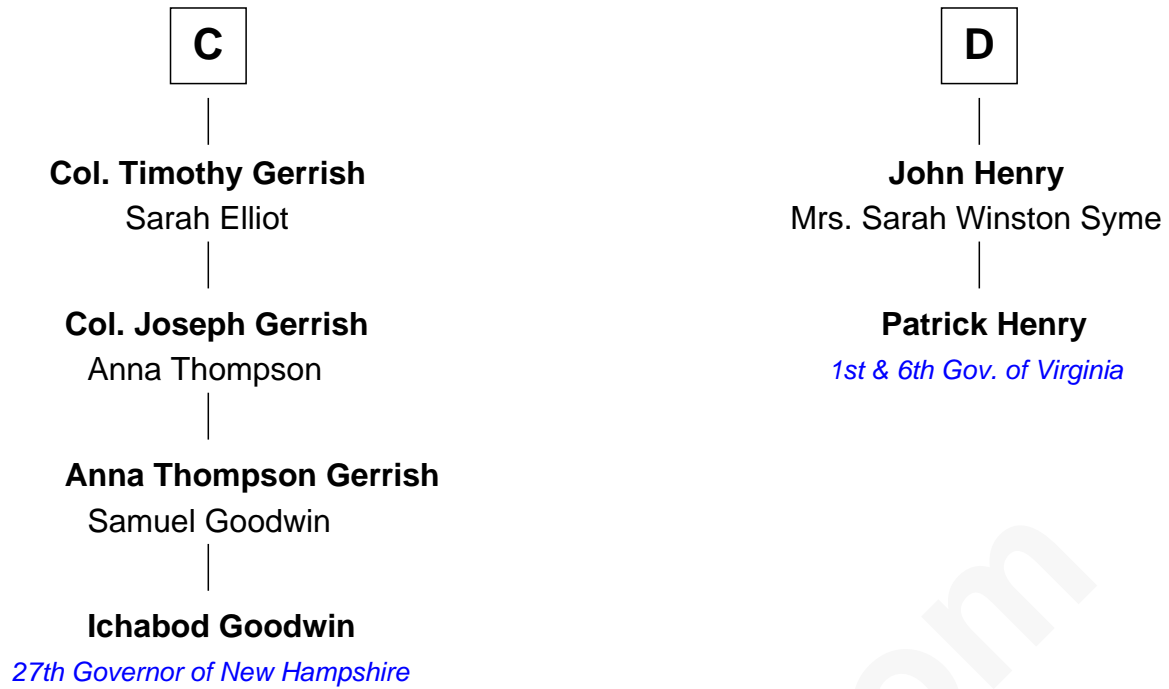 C
Col. Timothy Gerrish
Sarah Elliot
Col. Joseph Gerrish
Anna Thompson
Anna Thompson Gerrish
Samuel Goodwin
Ichabod Goodwin
27th Governor of New Hampshire
D
John Henry
Mrs. Sarah Winston Syme
Patrick Henry
1st & 6th Gov. of Virginia
om